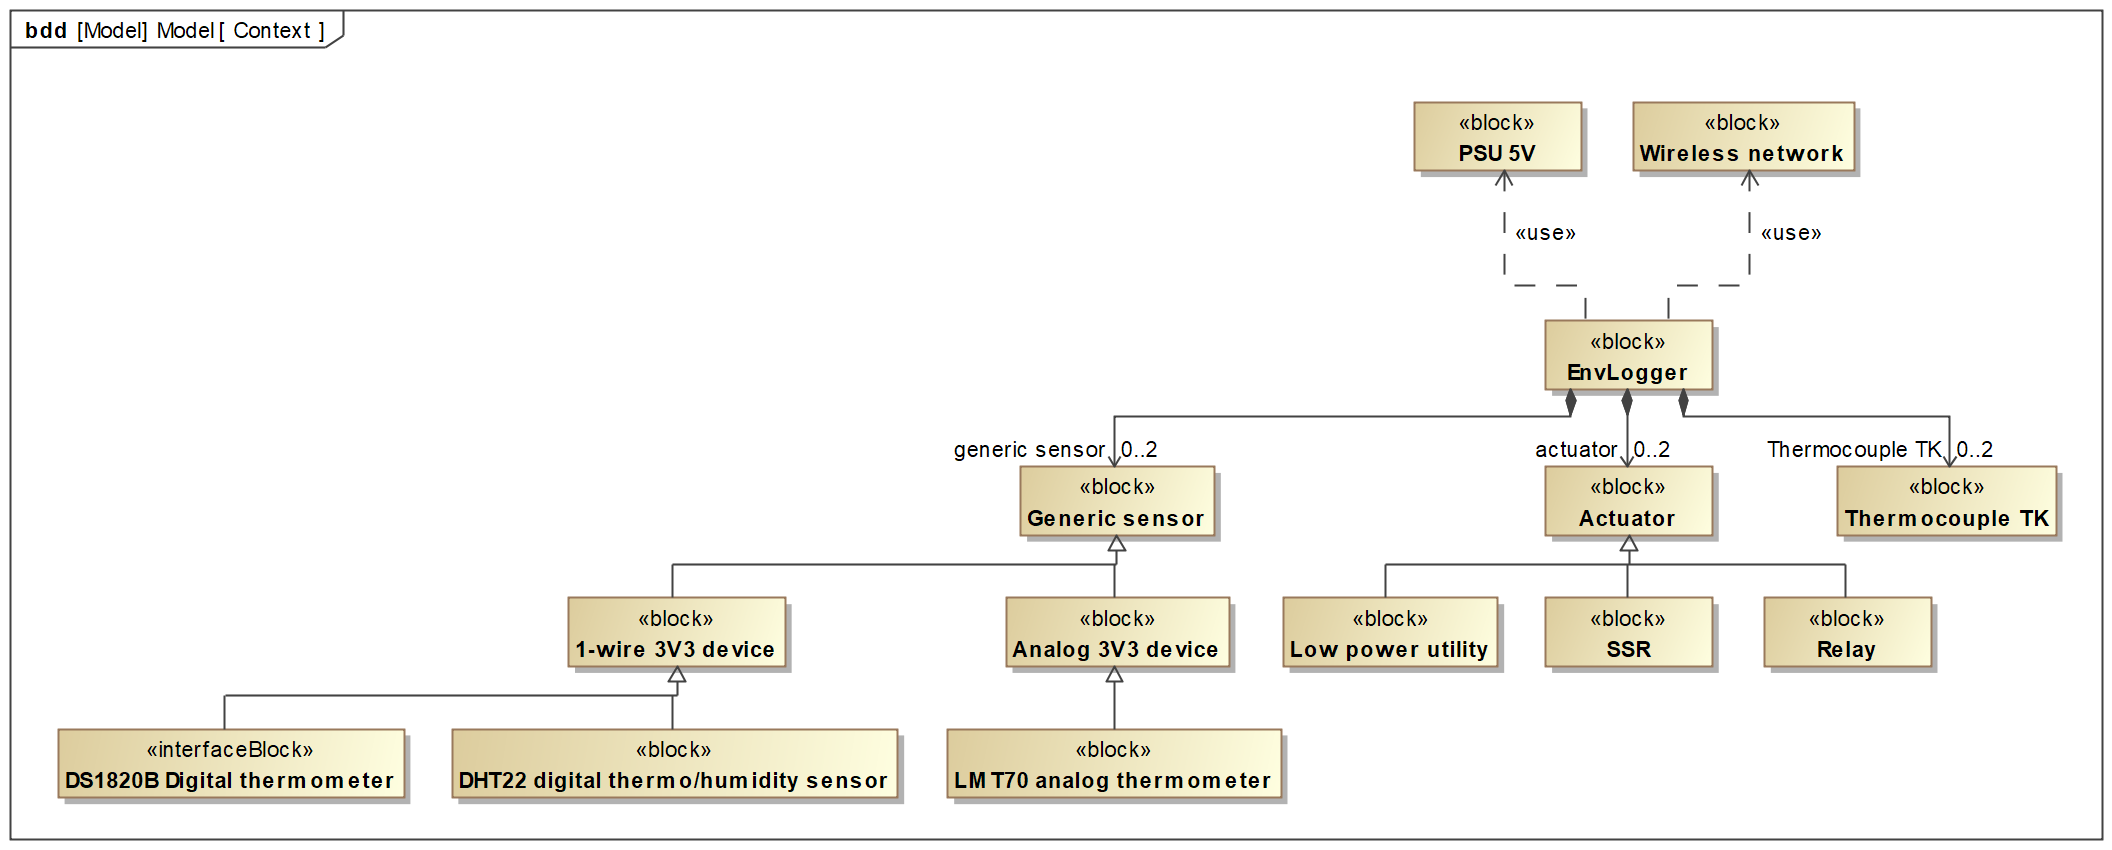 bdd [Model] Model [ Context ]
«block»
PSU 5V
«block»
Wireless network
«use»
«use»
«block»
EnvLogger
generic sensor 0..2
actuator 0..2
Thermocouple TK 0..2
«block»
Generic sensor
«block»
Actuator
«block»
Thermocouple TK
«block»
1-wire 3V3 device
«block»
Analog 3V3 device
«block»
Low power utility
«block»
SSR
«block»
Relay
«interfaceBlock»
DS1820B Digital thermometer
«block»
DHT22 digital thermo/humidity sensor
«block»
LMT70 analog thermometer